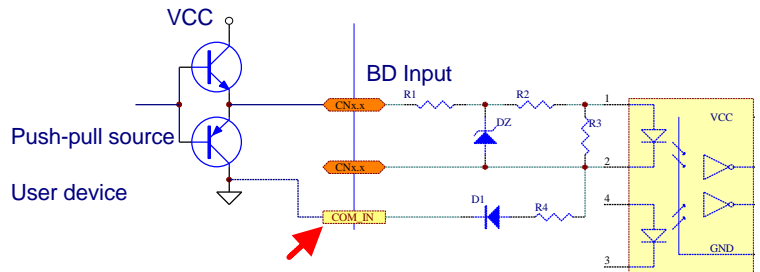 VCC
BD Input
R1
R2
CNx.x
1
VCC
DZ
R3
Push-pull source
CNx.x
2
User device
D1
R4
4
COM_IN
GND
3